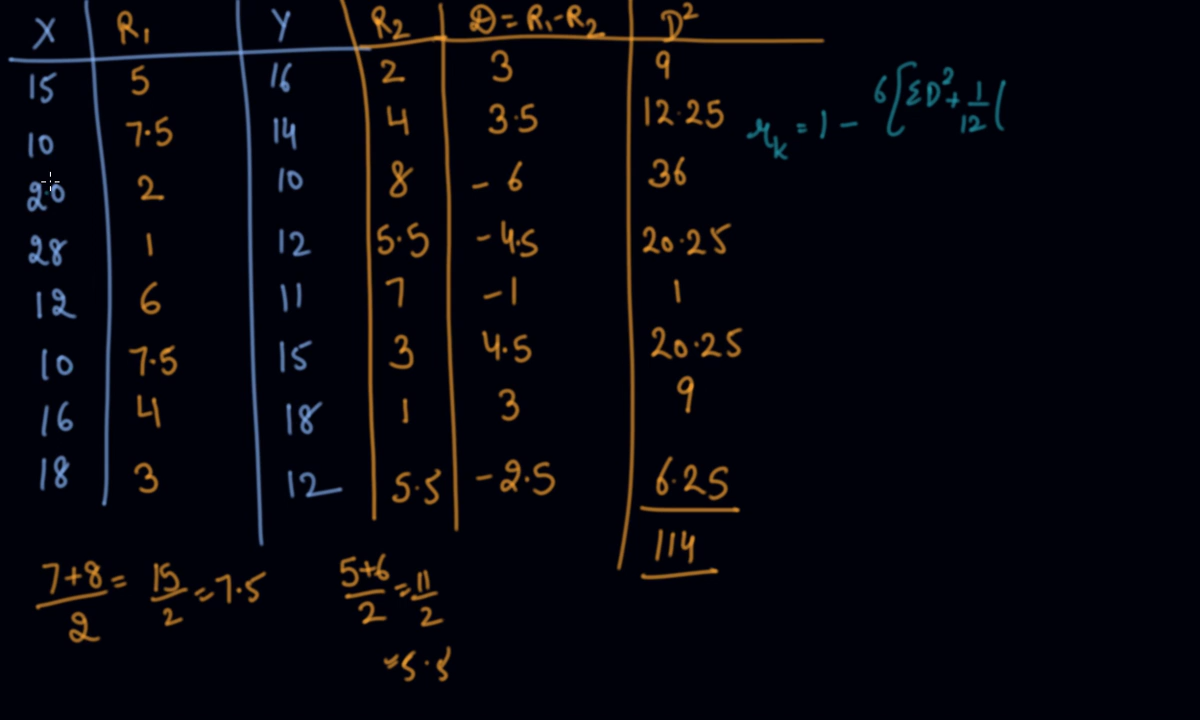 X R₁ Y R₂ D = R₁-R₂ D²
15 5 16 2 3 9
10 7.5 14 4 3.5 12.25
20 2 10 8 -6 36
28 1 12 5.5 -4.5 20.25
12 6 11 7 -1 1
10 7.5 15 3 4.5 20.25
16 4 18 1 3 9
18 3 12 5.5 -2.5 6.25
114
r_k = 1 - 6[ΣD² + 1/12 (
(7+8)/2 = 15/2 = 7.5
(5+6)/2 = 11/2
= 5.5